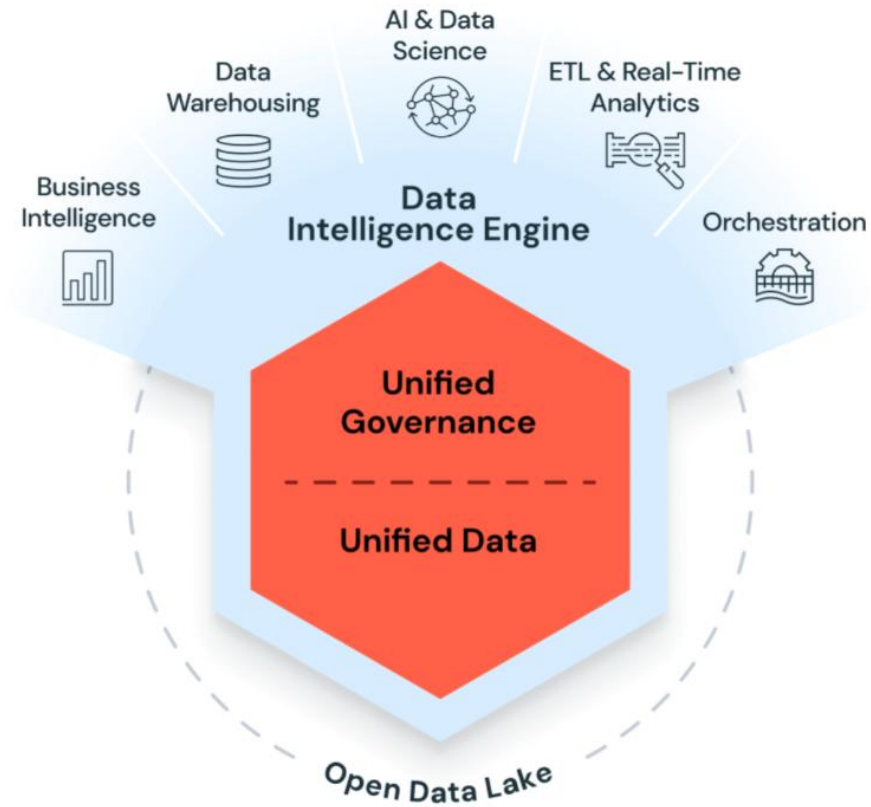 AI & Data
Science
Data
Warehousing
ETL & Real-Time
Analytics
Business
Intelligence
Orchestration
Data
Intelligence Engine
Unified
Governance
Unified Data
Open Data Lake